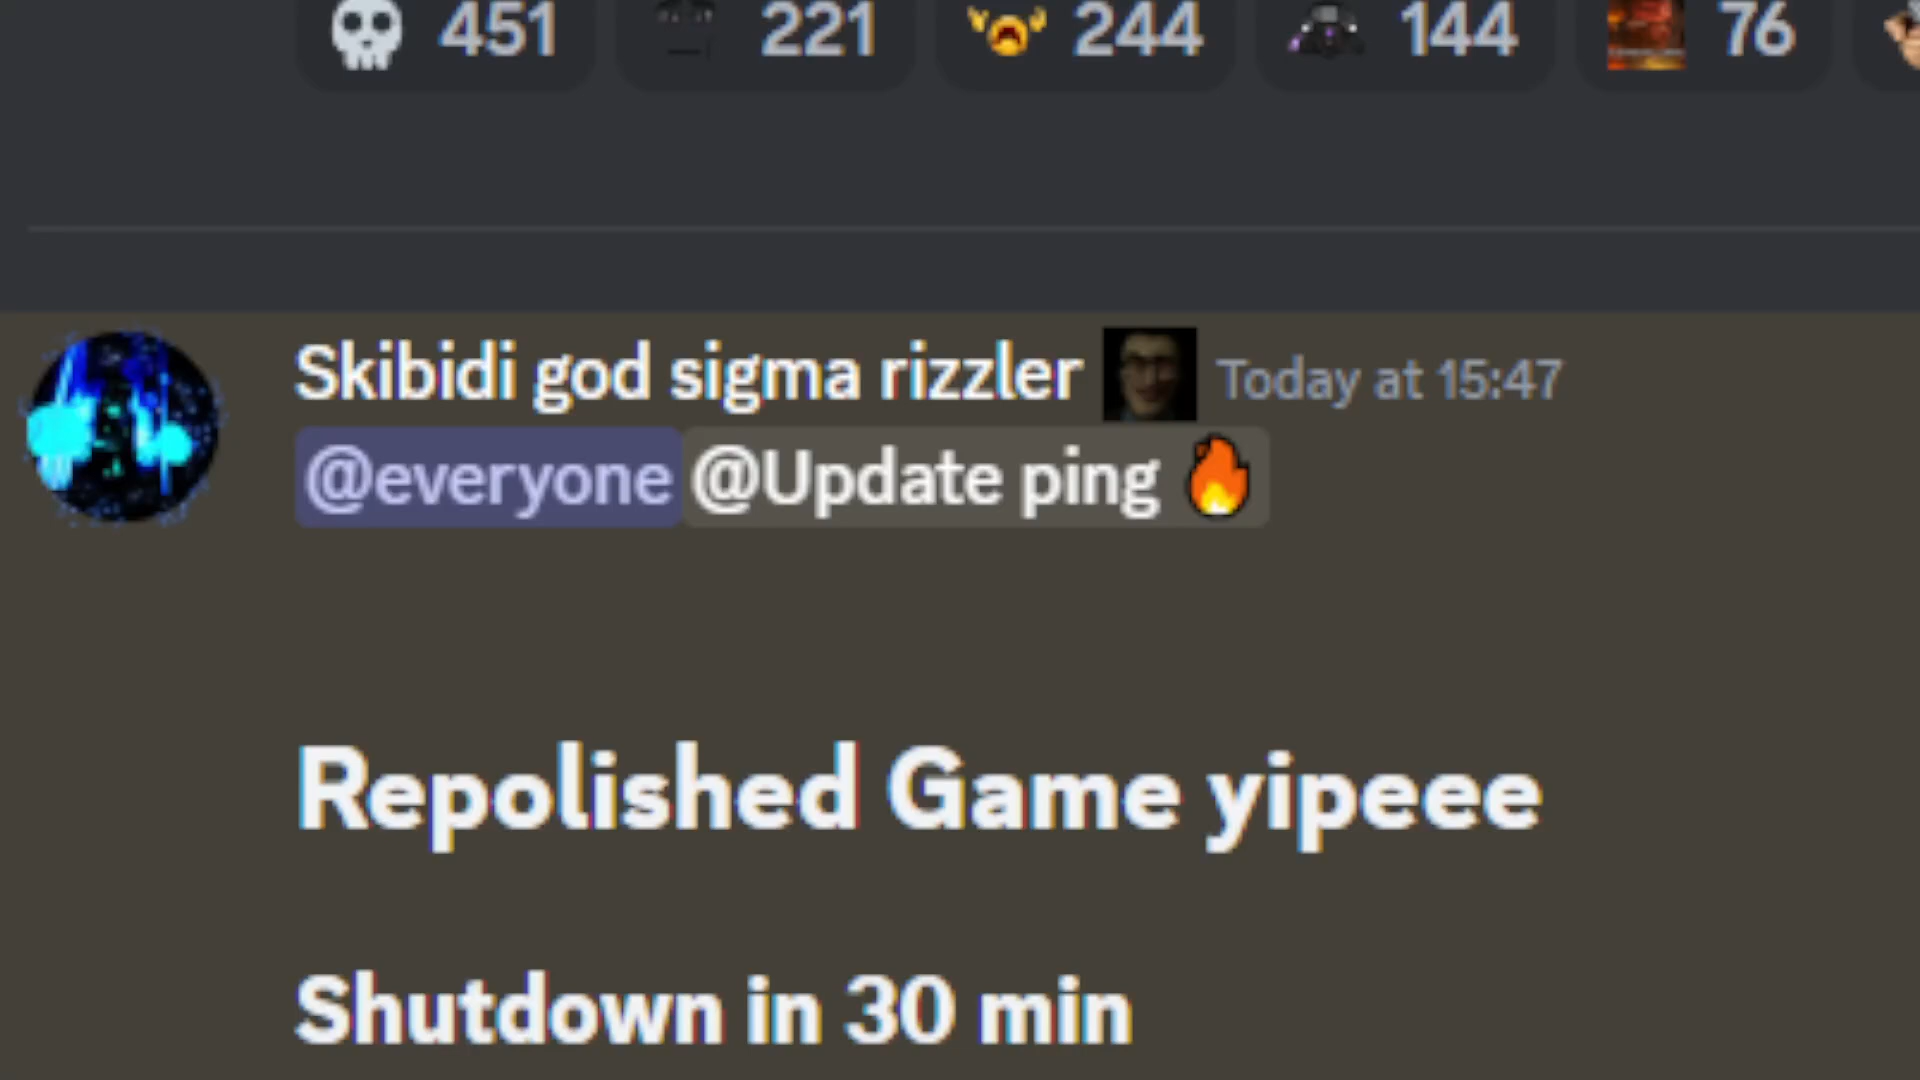 451 221 244 144 76
Skibidi god sigma rizzler Today at 15:47
@everyone @Update ping 🔥
Repolished Game yipeee
Shutdown in 30 min